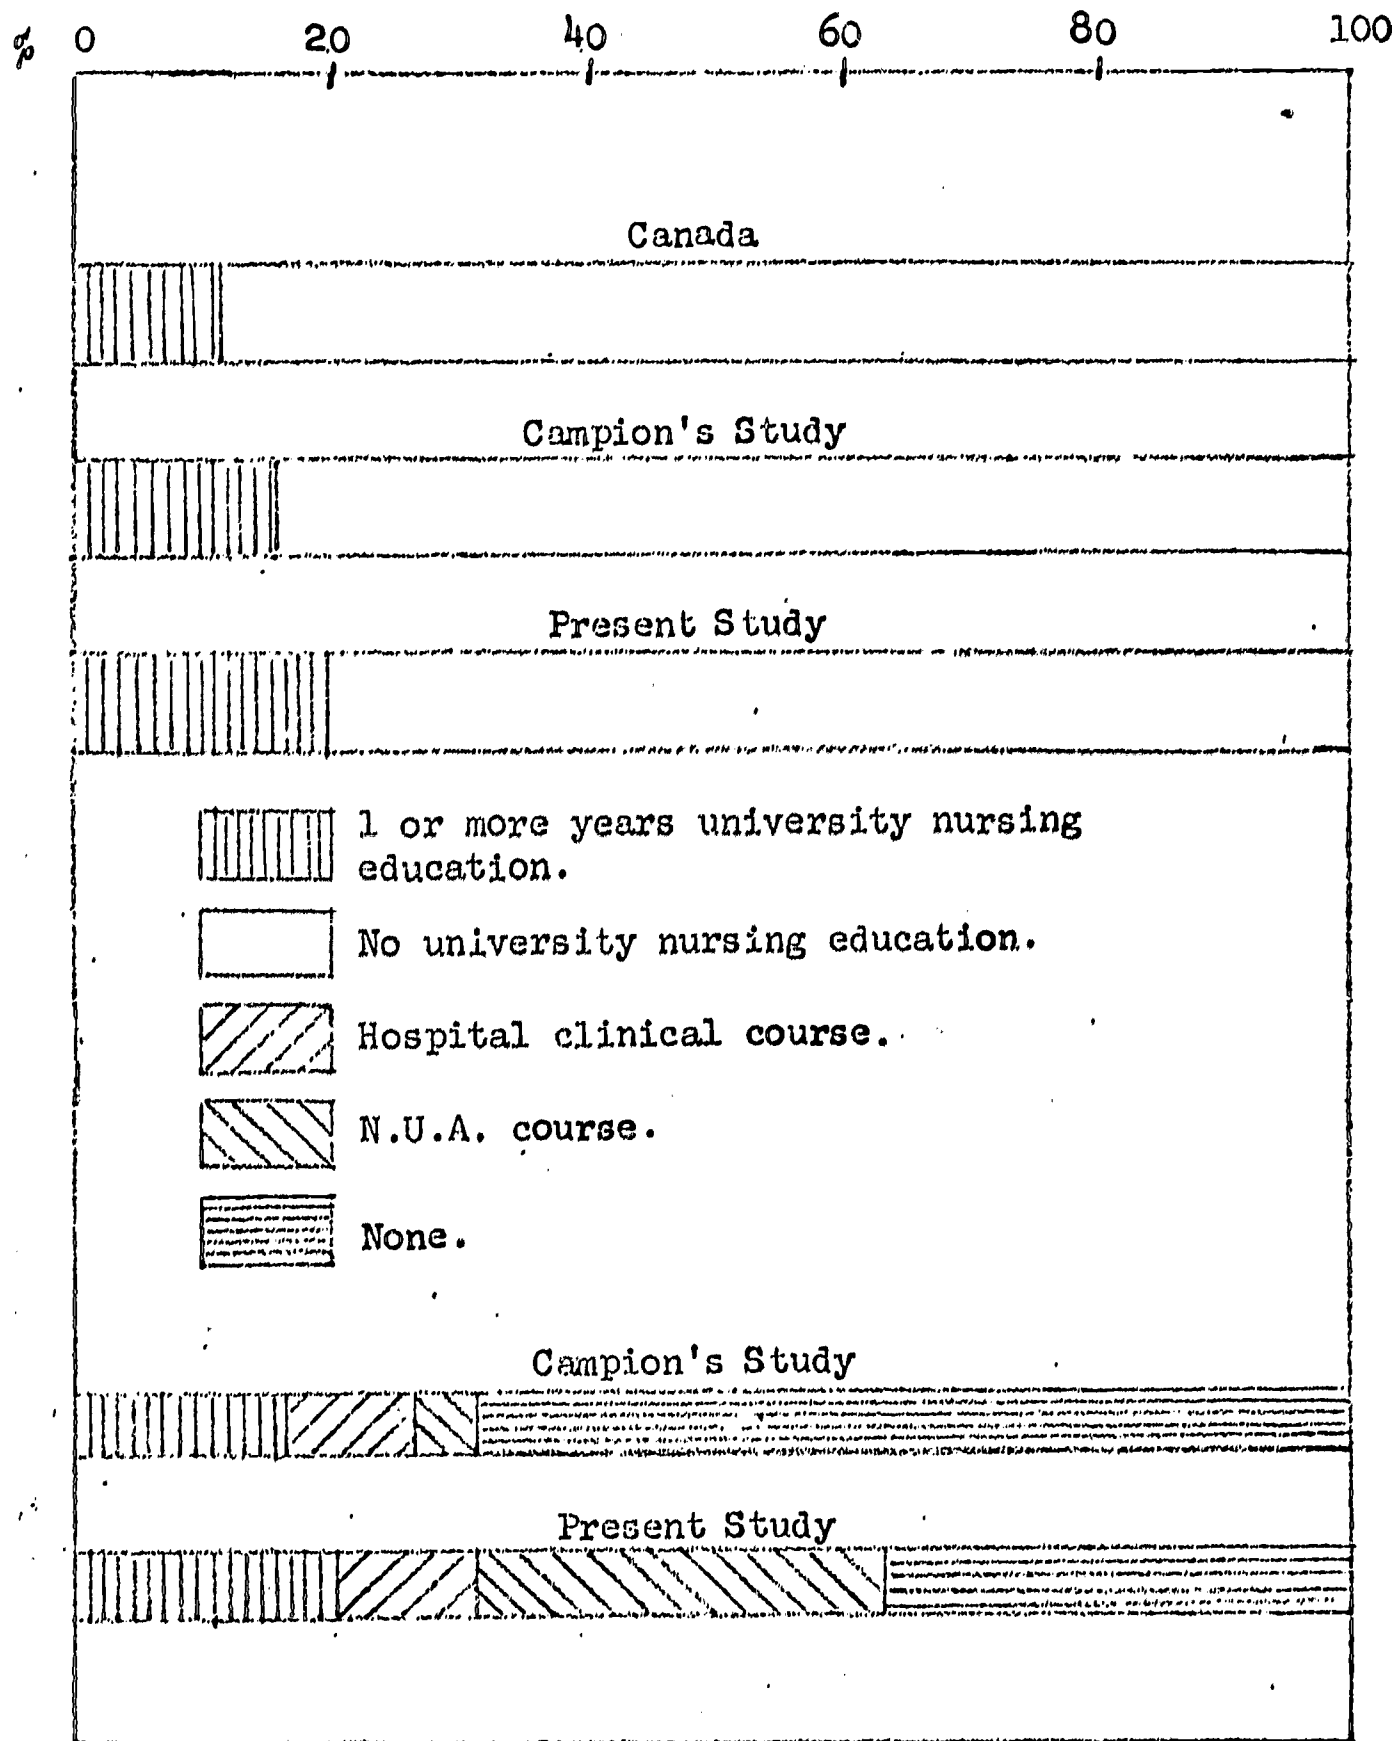 % 0 20 40 60 80 100
Canada
Campion's Study
Present Study
1 or more years university nursing
education.
No university nursing education.
Hospital clinical course.
N.U.A. course.
None.
Campion's Study
Present Study